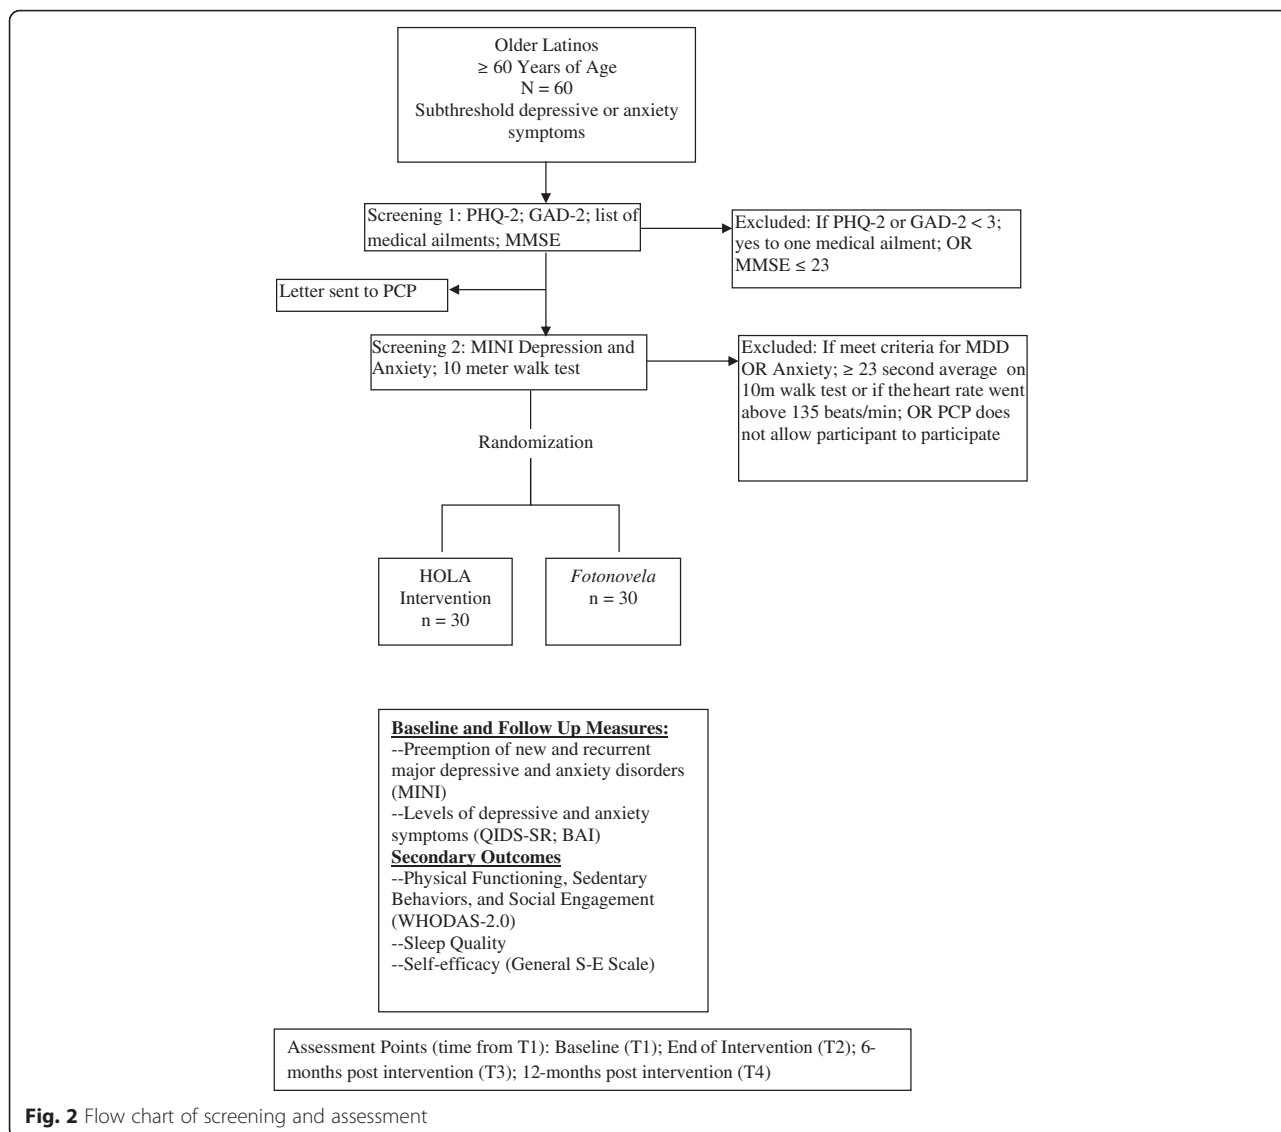 Older Latinos
≥ 60 Years of Age
N = 60
Subthreshold depressive or anxiety
symptoms
Screening 1: PHQ-2; GAD-2; list of
medical ailments; MMSE
Excluded: If PHQ-2 or GAD-2 < 3;
yes to one medical ailment; OR
MMSE ≤ 23
Letter sent to PCP
Screening 2: MINI Depression and
Anxiety; 10 meter walk test
Excluded: If meet criteria for MDD
OR Anxiety; ≥ 23 second average on
10m walk test or if the heart rate went
above 135 beats/min; OR PCP does
not allow participant to participate
Randomization
HOLA
Intervention
n = 30
Fotonovela
n = 30
Baseline and Follow Up Measures:
--Preemption of new and recurrent
major depressive and anxiety disorders
(MINI)
--Levels of depressive and anxiety
symptoms (QIDS-SR; BAI)
Secondary Outcomes
--Physical Functioning, Sedentary
Behaviors, and Social Engagement
(WHODAS-2.0)
--Sleep Quality
--Self-efficacy (General S-E Scale)
Assessment Points (time from T1): Baseline (T1); End of Intervention (T2); 6-
months post intervention (T3); 12-months post intervention (T4)
Fig. 2 Flow chart of screening and assessment